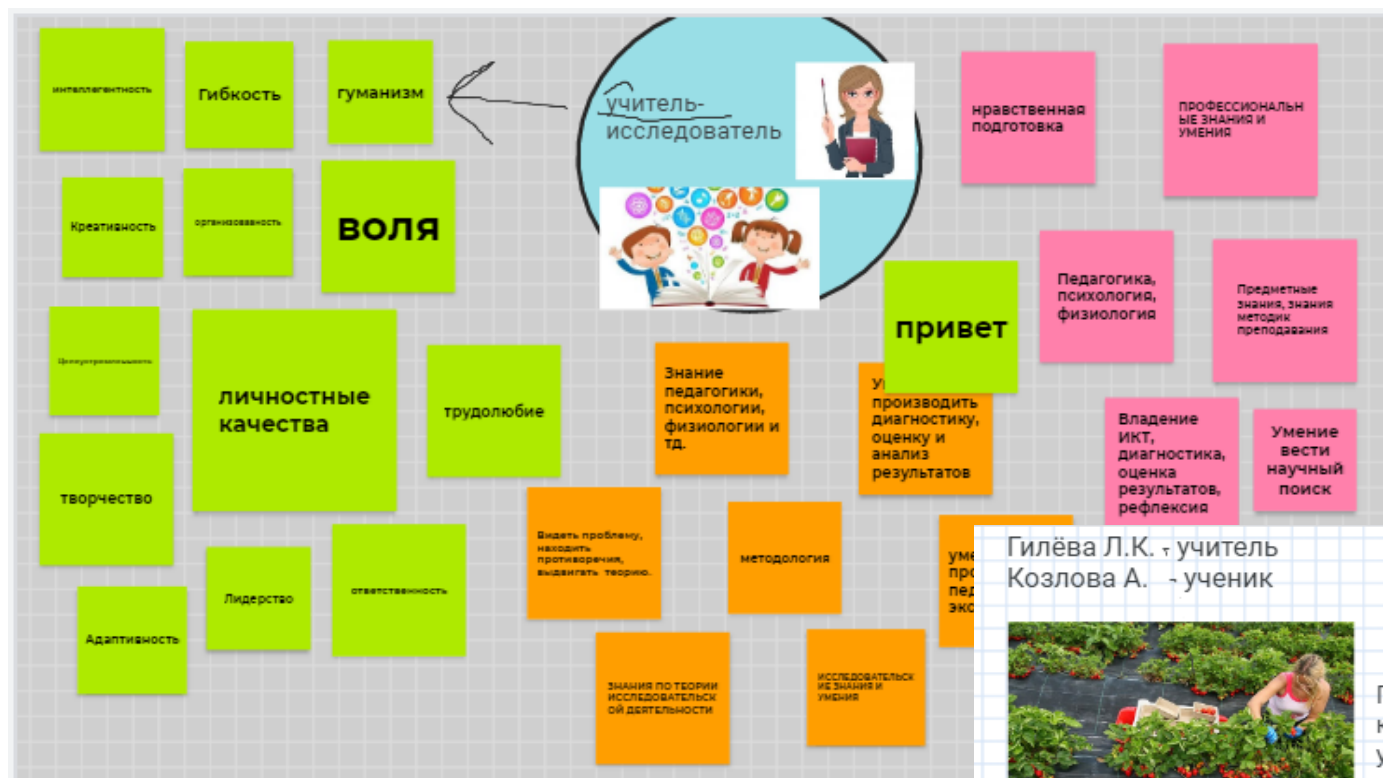 интеллегентность
Гибкость
гуманизм
Креативность
организованность
воля
Целеустремленность
личностные
качества
трудолюбие
творчество
Адаптивность
Лидерство
ответственность
учитель-
исследователь
нравственная
подготовка
ПРОФЕССИОНАЛЬН
ЫЕ ЗНАНИЯ И
УМЕНИЯ
привет
Педагогика,
психология,
физиология
Предметные
знания, знания
методик
преподавания
Владение
ИКТ,
диагностика,
оценка
результатов,
рефлексия
Умение
вести
научный
поиск
Знание
педагогики,
психологии,
физиологии и
тд.
производить
диагностику,
оценку и
анализ
результатов
Видеть проблему,
находить
противоречия,
выдвигать теорию.
методология
ЗНАНИЯ ПО ТЕОРИИ
ИССЛЕДОВАТЕЛЬСК
ОЙ ДЕЯТЕЛЬНОСТИ
ИССЛЕДОВАТЕЛЬСК
ИЕ ЗНАНИЯ И
УМЕНИЯ
Гилёва Л.К. - учитель
Козлова А. - ученик